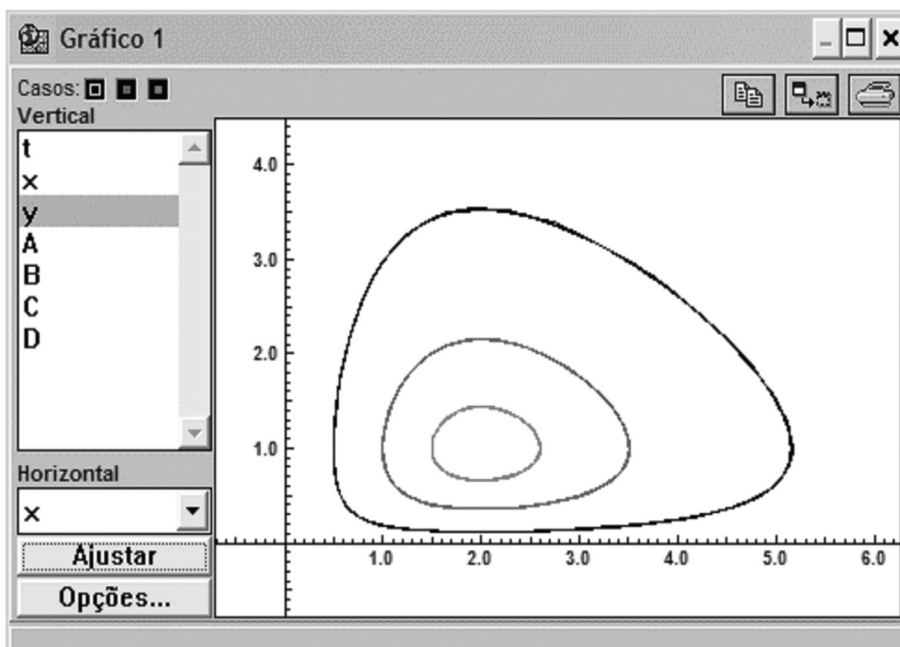 Gráfico 1
Casos:
Vertical
t
x
y
A
B
C
D
Horizontal
x
Ajustar
Opções...
4.0
3.0
2.0
1.0
1.0 2.0 3.0 4.0 5.0 6.0